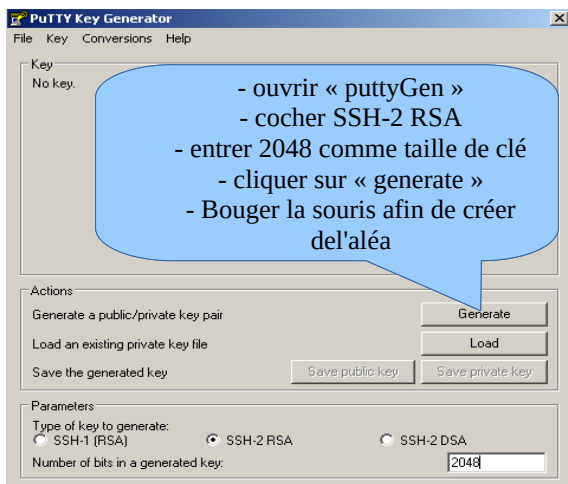 PuTTY Key Generator
File Key Conversions Help
Key
No key.
- ouvrir « puttyGen »
- cocher SSH-2 RSA
- entrer 2048 comme taille de clé
- cliquer sur « generate »
- Bouger la souris afin de créer
del'aléa
Actions
Generate a public/private key pair
Generate
Load an existing private key file
Load
Save the generated key
Save public key
Save private key
Parameters
Type of key to generate:
SSH-1 (RSA)
SSH-2 RSA
SSH-2 DSA
Number of bits in a generated key:
2048